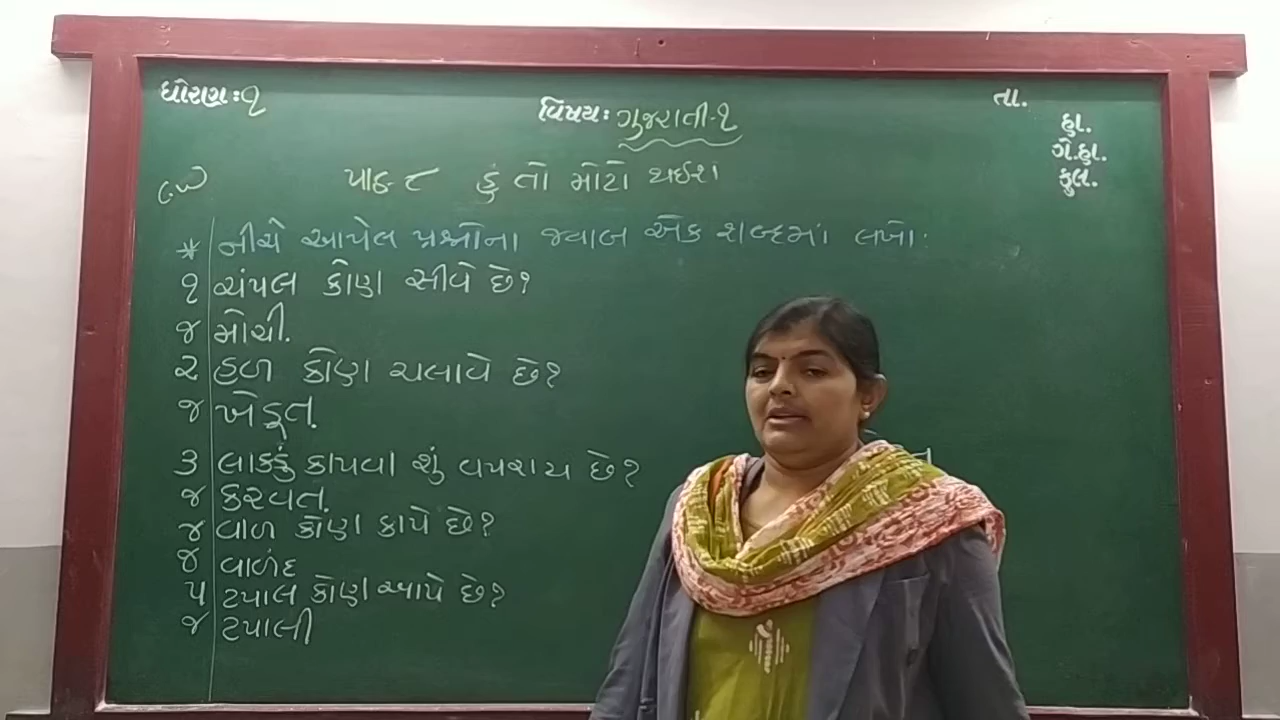 ધોરણ:૧
વિષય: ગુજરાતી-૧
તા.
હા.
ગે.હા.
કુલ.
C.W
પાઠ-૮ હું તો મોટો થઈશ
* નીચે આપેલ પ્રશ્નોના જવાબ એક શબ્દમાં લખો.
૧ ચંપલ કોણ સીવે છે?
જ મોચી.
૨ હળ કોણ ચલાવે છે?
જ ખેડૂત.
૩ લાકડું કાપવા શું વપરાય છે?
જ કરવત.
૪ વાળ કોણ કાપે છે?
જ વાળંદ
૫ ટપાલ કોણ આપે છે?
જ ટપાલી